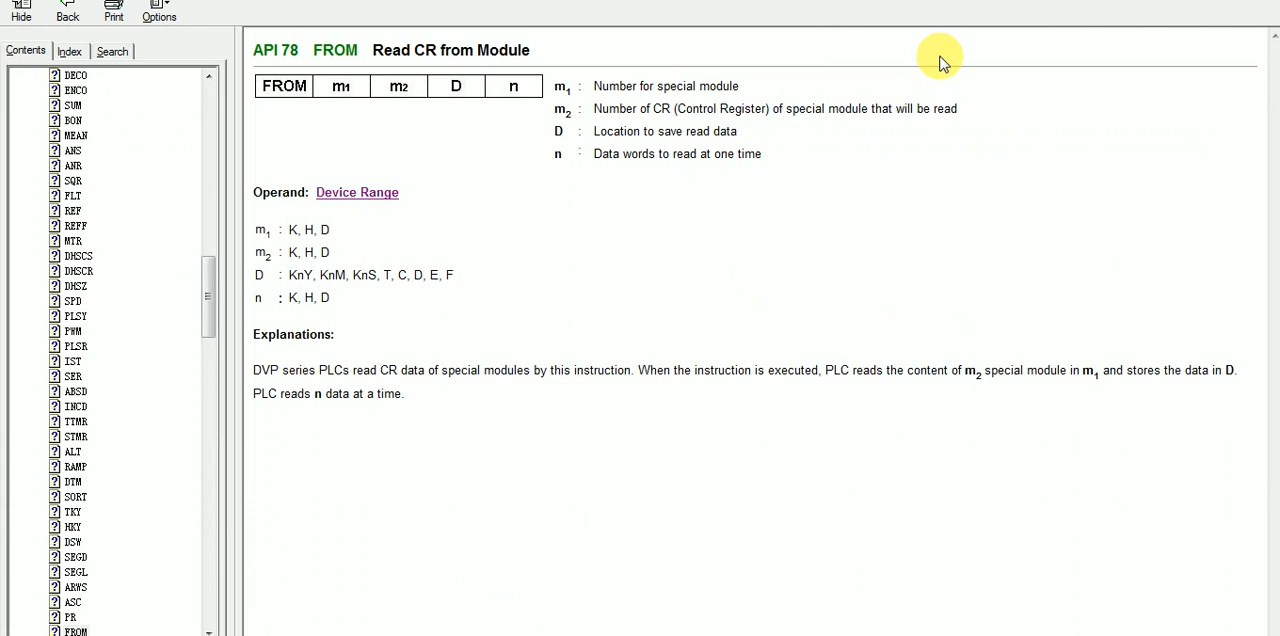 Hide Back Print Options
Contents Index Search
DECO
ENCO
SUM
BON
MEAN
ANS
ANR
SQR
FLT
REF
REFF
MTR
DHSCS
DHSCR
DHSZ
SPD
PLSY
PWM
PLSR
IST
SER
ABSD
INCD
TTMR
STMR
ALT
RAMP
DTM
SORT
TKY
HKY
DSW
SEGD
SEGL
ARWS
ASC
PR
FROM
API 78 FROM Read CR from Module
FROM m1 m2 D n
m1 : Number for special module
m2 : Number of CR (Control Register) of special module that will be read
D : Location to save read data
n : Data words to read at one time
Operand: Device Range
m1 : K, H, D
m2 : K, H, D
D : KnY, KnM, KnS, T, C, D, E, F
n : K, H, D
Explanations:
DVP series PLCs read CR data of special modules by this instruction. When the instruction is executed, PLC reads the content of m2 special module in m1 and stores the data in D.
PLC reads n data at a time.